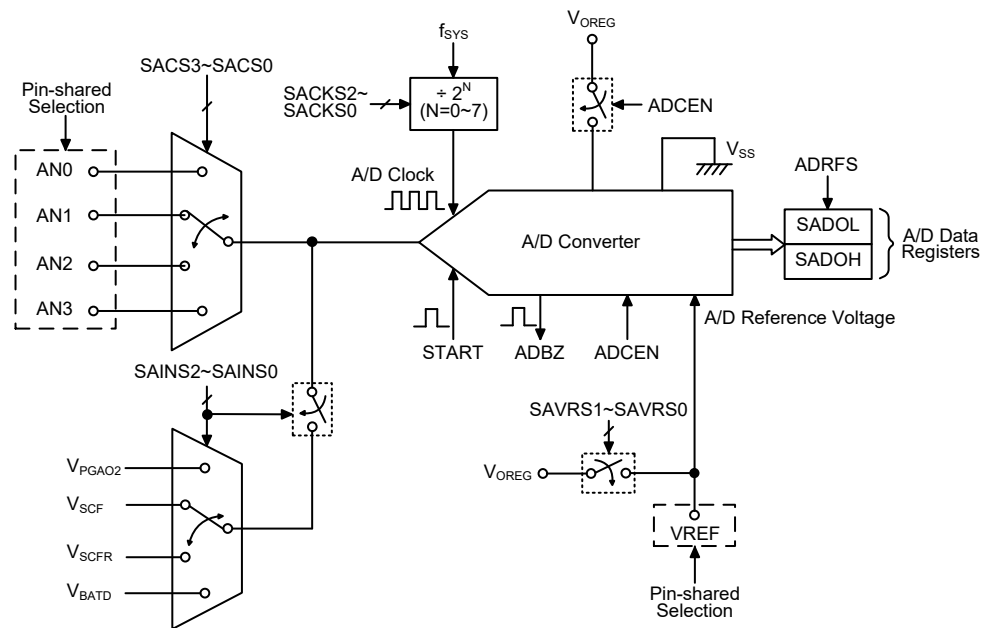 V_OREG
f_SYS
SACS3~SACS0
Pin-shared
Selection
SACKS2~
SACKS0
÷ 2^N
(N=0~7)
ADCEN
V_SS
AN0
AN1
AN2
AN3
A/D Clock
A/D Converter
ADRFS
SADOL
SADOH
A/D Data
Registers
START
ADBZ
ADCEN
A/D Reference Voltage
SAINS2~SAINS0
SAVRS1~SAVRS0
V_PGAO2
V_SCF
V_SCFR
V_BATD
V_OREG
VREF
Pin-shared
Selection